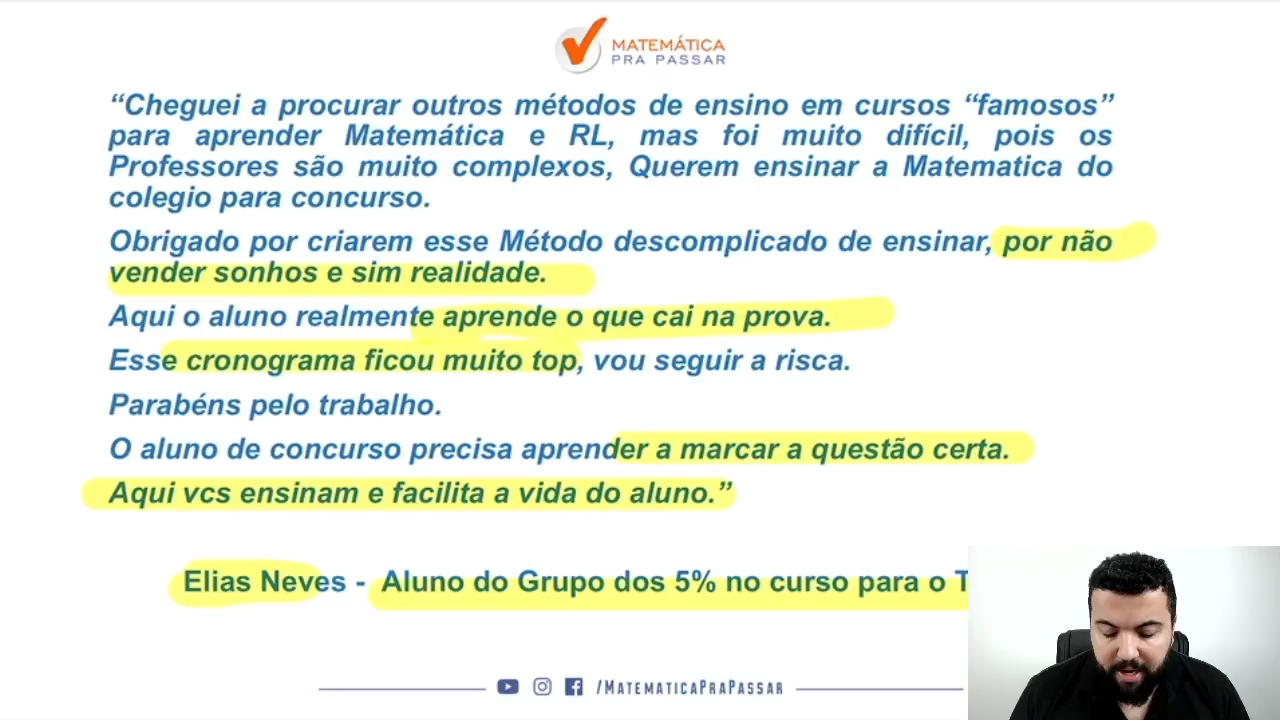 MATEMÁTICA
PRA PASSAR
“Cheguei a procurar outros métodos de ensino em cursos “famosos”
para aprender Matemática e RL, mas foi muito difícil, pois os
Professores são muito complexos, Querem ensinar a Matematica do
colegio para concurso.
Obrigado por criarem esse Método descomplicado de ensinar, por não
vender sonhos e sim realidade.
Aqui o aluno realmente aprende o que cai na prova.
Esse cronograma ficou muito top, vou seguir a risca.
Parabéns pelo trabalho.
O aluno de concurso precisa aprender a marcar a questão certa.
Aqui vcs ensinam e facilita a vida do aluno.”
Elias Neves - Aluno do Grupo dos 5% no curso para o
/MATEMATICAPRAPASSAR